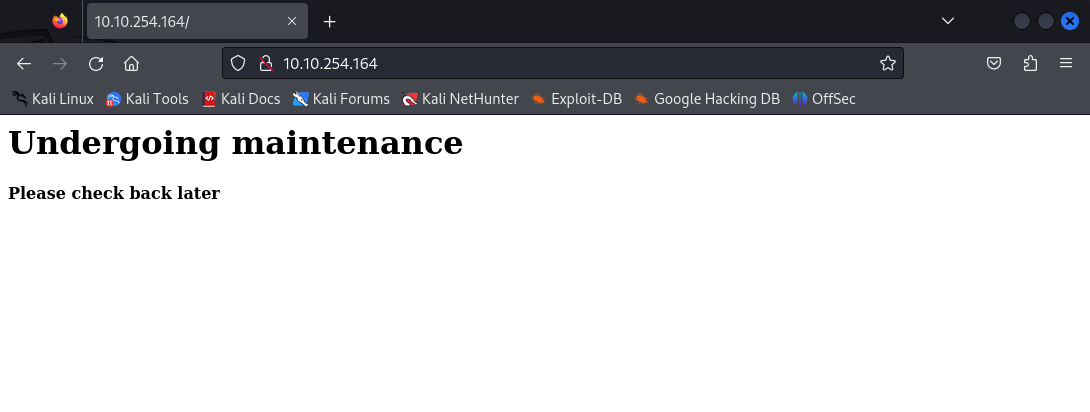 10.10.254.164/
10.10.254.164
Kali Linux Kali Tools Kali Docs Kali Forums Kali NetHunter Exploit-DB Google Hacking DB OffSec
Undergoing maintenance
Please check back later